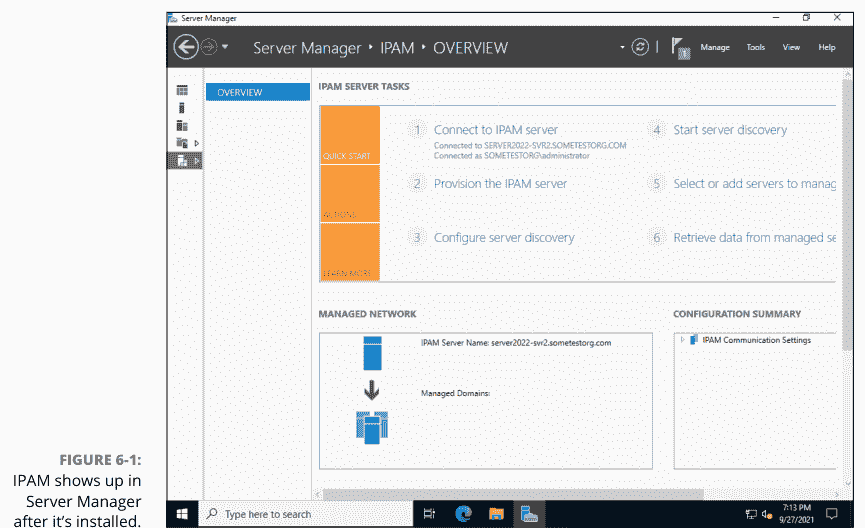 Server Manager
Server Manager • IPAM • OVERVIEW
1
Manage
Tools
View
Help
OVERVIEW
IPAM SERVER TASKS
QUICK START
ACTIONS
LEARN MORE
1 Connect to IPAM server
Connected to SERVER2022-SVR2.SOMETESTORG.COM
Connected as SOMETESTORG\administrator
2 Provision the IPAM server
3 Configure server discovery
4 Start server discovery
5 Select or add servers to manag
6 Retrieve data from managed se
MANAGED NETWORK
IPAM Server Name: server2022-svr2.sometestorg.com
Managed Domains:
CONFIGURATION SUMMARY
IPAM Communication Settings
Type here to search
7:13 PM
9/27/2021
FIGURE 6-1:
IPAM shows up in
Server Manager
after it's installed.